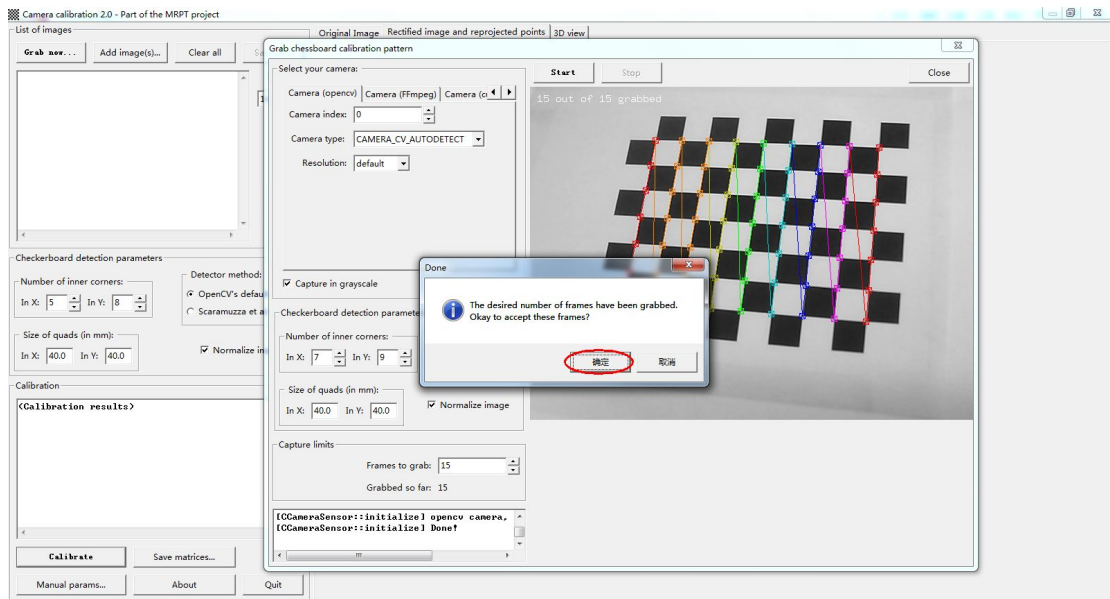 Camera calibration 2.0 - Part of the MRPT project
List of images
Grab now...
Add image(s)...
Clear all
Original Image
Rectified image and reprojected points
3D view
Grab chessboard calibration pattern
Select your camera:
Camera (opencv)
Camera (FFmpeg)
Camera index:
0
Camera type:
CAMERA_CV_AUTODETECT
Resolution:
default
Capture in grayscale
Start
Stop
Close
15 out of 15 grabbed
Checkerboard detection parameters
Number of inner corners:
In X: 5
In Y: 8
Detector method:
OpenCV's defau
Scaramuzza et a
Size of quads (in mm):
In X: 40.0
In Y: 40.0
Normalize in
Checkerboard detection paramete
Number of inner corners:
In X: 7
In Y: 9
Size of quads (in mm):
In X: 40.0
In Y: 40.0
Normalize image
Done
The desired number of frames have been grabbed.
Okay to accept these frames?
确定
取消
Calibration
(Calibration results)
Capture limits
Frames to grab: 15
Grabbed so far: 15
[CCameraSensor::initialize] opencv camera,
[CCameraSensor::initialize] Done!
Calibrate
Save matrices...
Manual params...
About
Quit